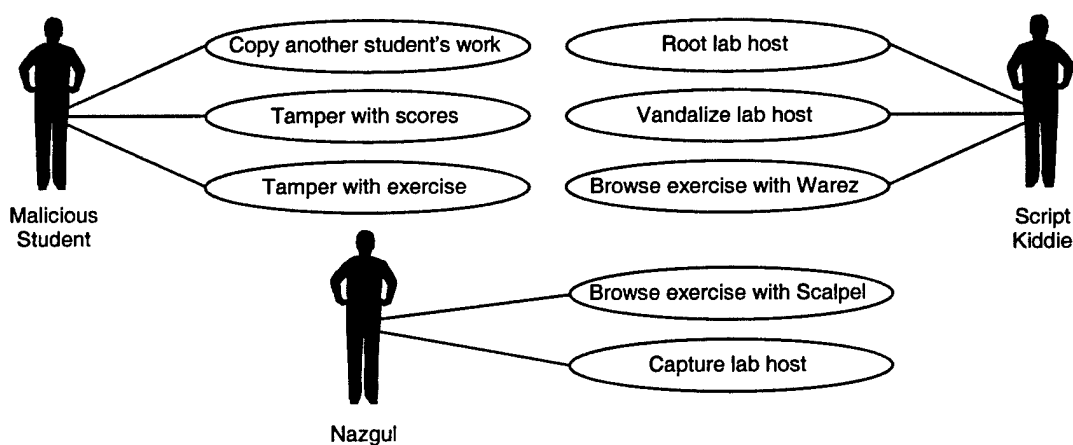 Copy another student's work
Root lab host
Tamper with scores
Vandalize lab host
Tamper with exercise
Browse exercise with Warez
Malicious
Student
Script
Kiddie
Browse exercise with Scalpel
Capture lab host
Nazgul